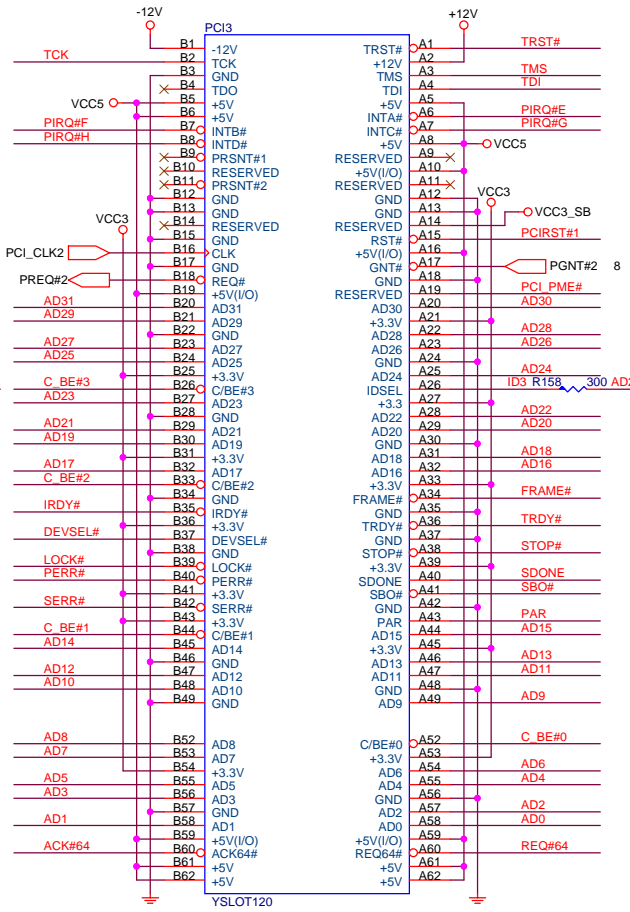 -12V +12V
PCI3
B1 -12V TRST# A1 TRST#
TCK B2 TCK +12V A2
B3 GND TMS A3 TMS
B4 TDO TDI A4 TDI
VCC5 B5 +5V +5V A5
B6 +5V INTA# A6 PIRQ#E
PIRQ#F B7 INTB# INTC# A7 PIRQ#G
PIRQ#H B8 INTD# +5V A8 VCC5
B9 PRSNT#1 RESERVED A9
B10 RESERVED +5V(I/O) A10
B11 PRSNT#2 RESERVED A11
B12 GND GND A12 VCC3
B13 GND GND A13
B14 RESERVED RESERVED A14 VCC3_SB
VCC3 B15 GND RST# A15 PCIRST#1
PCI_CLK2 B16 CLK +5V(I/O) A16
B17 GND GNT# A17 PGNT#2 8
PREQ#2 B18 REQ# GND A18
B19 +5V(I/O) RESERVED A19 PCI_PME#
AD31 B20 AD31 AD30 A20 AD30
AD29 B21 AD29 +3.3V A21
B22 GND AD28 A22 AD28
AD27 B23 AD27 AD26 A23 AD26
AD25 B24 AD25 GND A24
B25 +3.3V AD24 A25 AD24
C_BE#3 B26 C/BE#3 IDSEL A26 ID3 R158 300
AD23 B27 AD23 +3.3 A27
B28 GND AD22 A28 AD22
AD21 B29 AD21 AD20 A29 AD20
AD19 B30 AD19 GND A30
B31 +3.3V AD18 A31 AD18
AD17 B32 AD17 AD16 A32 AD16
C_BE#2 B33 C/BE#2 +3.3V A33
B34 GND FRAME# A34 FRAME#
IRDY# B35 IRDY# GND A35
B36 +3.3V TRDY# A36 TRDY#
DEVSEL# B37 DEVSEL# GND A37
B38 GND STOP# A38 STOP#
LOCK# B39 LOCK# +3.3V A39
PERR# B40 PERR# SDONE A40 SDONE
B41 +3.3V SBO# A41 SBO#
SERR# B42 SERR# GND A42
B43 +3.3V PAR A43 PAR
C_BE#1 B44 C/BE#1 AD15 A44 AD15
AD14 B45 AD14 +3.3V A45
B46 GND AD13 A46 AD13
AD12 B47 AD12 AD11 A47 AD11
AD10 B48 AD10 GND A48
B49 GND AD9 A49 AD9
AD8 B52 AD8 C/BE#0 A52 C_BE#0
AD7 B53 AD7 +3.3V A53
B54 +3.3V AD6 A54 AD6
AD5 B55 AD5 AD4 A55 AD4
AD3 B56 AD3 GND A56
B57 GND AD2 A57 AD2
AD1 B58 AD1 AD0 A58 AD0
B59 +5V(I/O) +5V(I/O) A59
ACK#64 B60 ACK64# REQ64# A60 REQ#64
B61 +5V +5V A61
B62 +5V +5V A62
YSLOT120